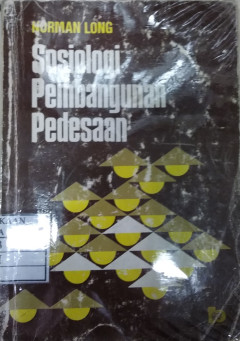 NORMAN LONG
Sosiologi
Pembangunan
Pedesaan